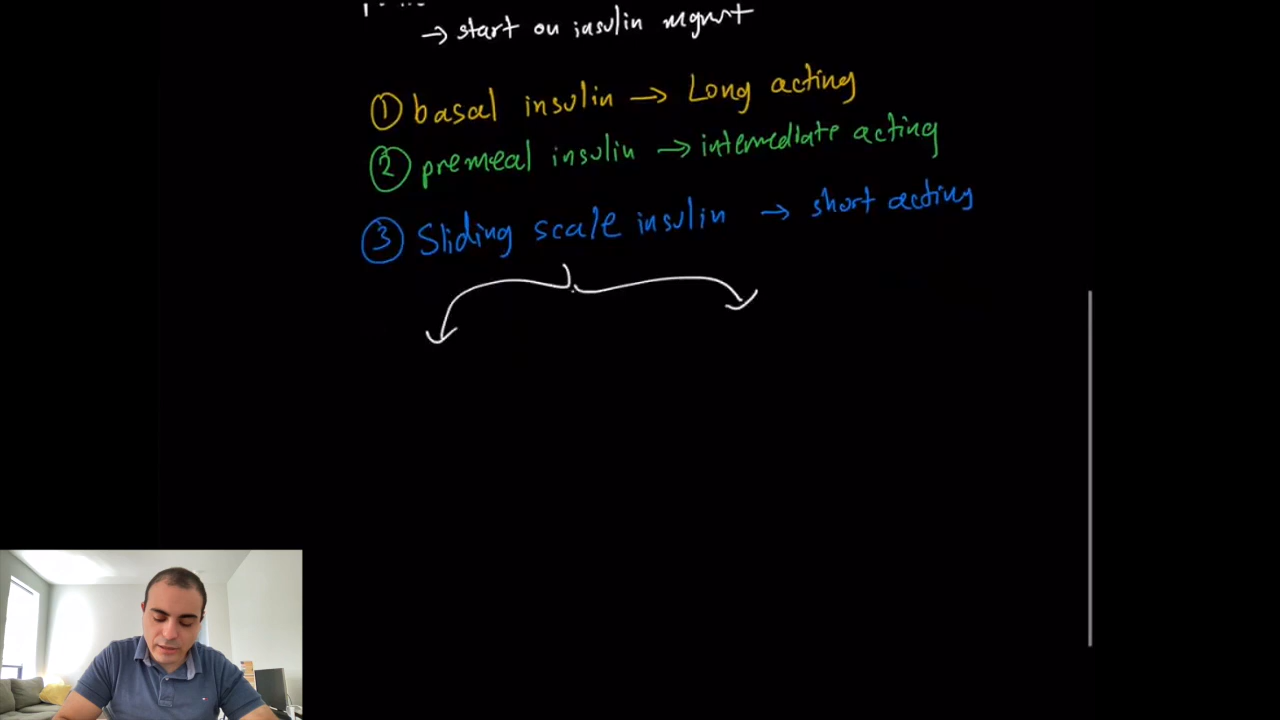 → start on insulin mgmt
① basal insulin → Long acting
② premeal insulin → intemediate acting
③ Sliding scale insulin → short acting